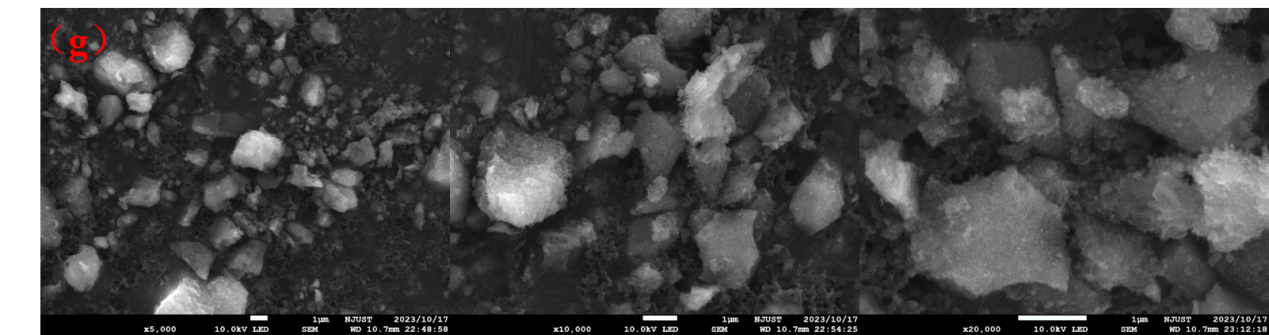 (g)
1μm NJUST 2023/10/17
x5,000 10.0kV LED SEM WD 10.7mm 22:48:58
1μm NJUST 2023/10/17
x10,000 10.0kV LED SEM WD 10.7mm 22:54:25
1μm NJUST 2023/10/17
x20,000 10.0kV LED SEM WD 10.7mm 23:12:18